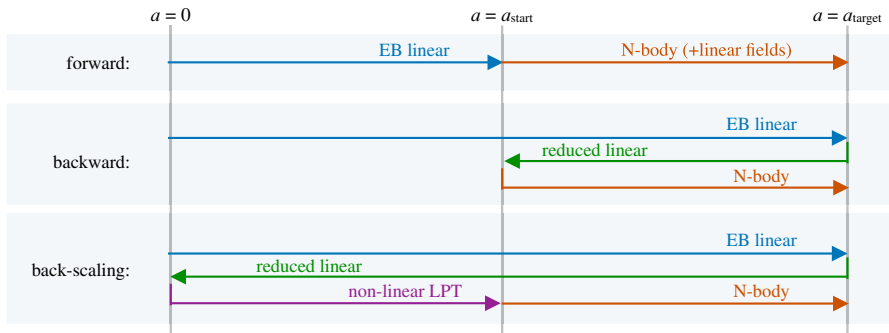 a = 0 a = a_start a = a_target
forward: EB linear N-body (+linear fields)
EB linear
backward: reduced linear
N-body
EB linear
back-scaling: reduced linear
non-linear LPT N-body